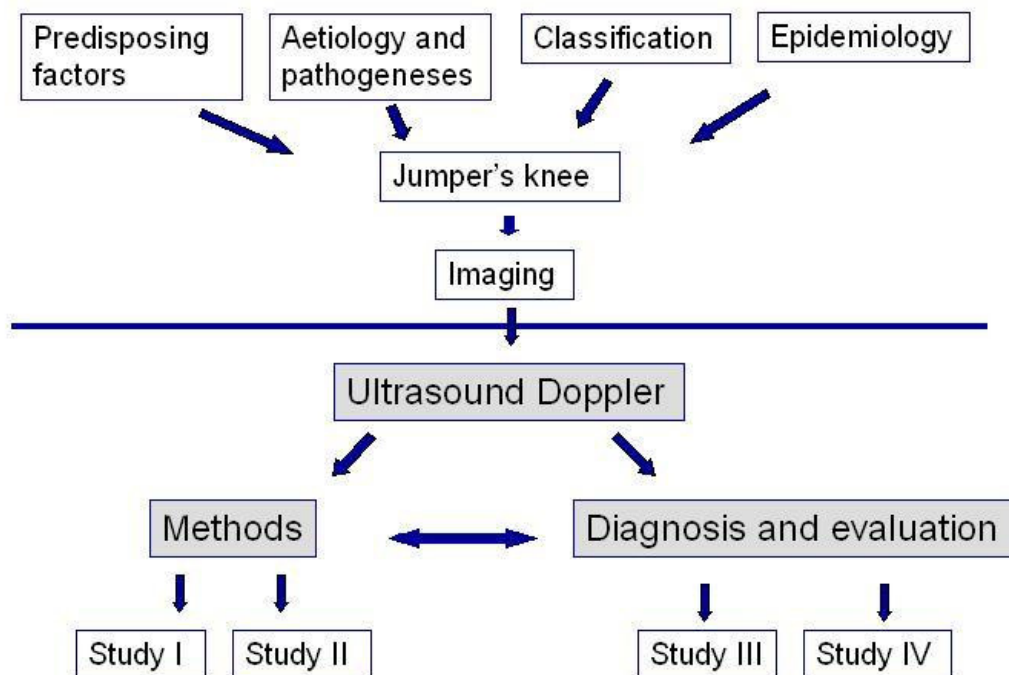 Predisposing
factors
Aetiology and
pathogeneses
Classification
Epidemiology
Jumper's knee
Imaging
Ultrasound Doppler
Methods
Diagnosis and evaluation
Study I
Study II
Study III
Study IV